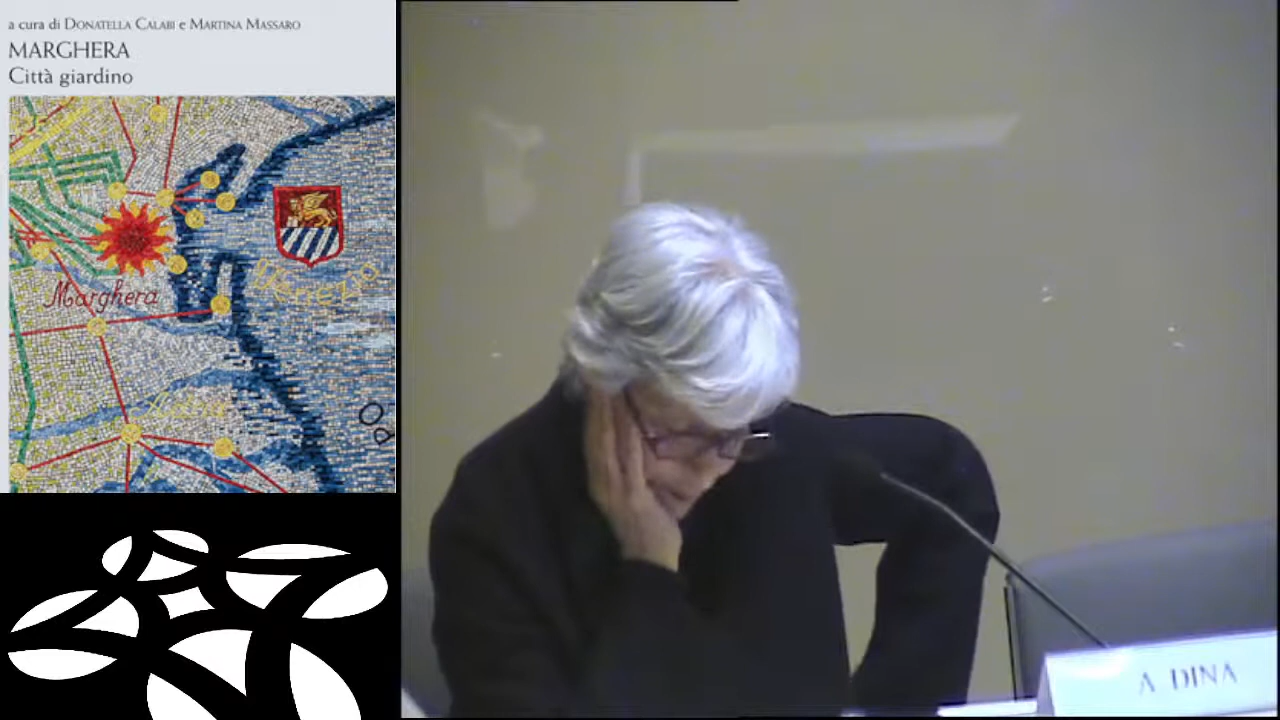 a cura di DONATELLA CALABI e MARTINA MASSARO
MARGHERA
Città giardino
Marghera
Venezia
A DINA